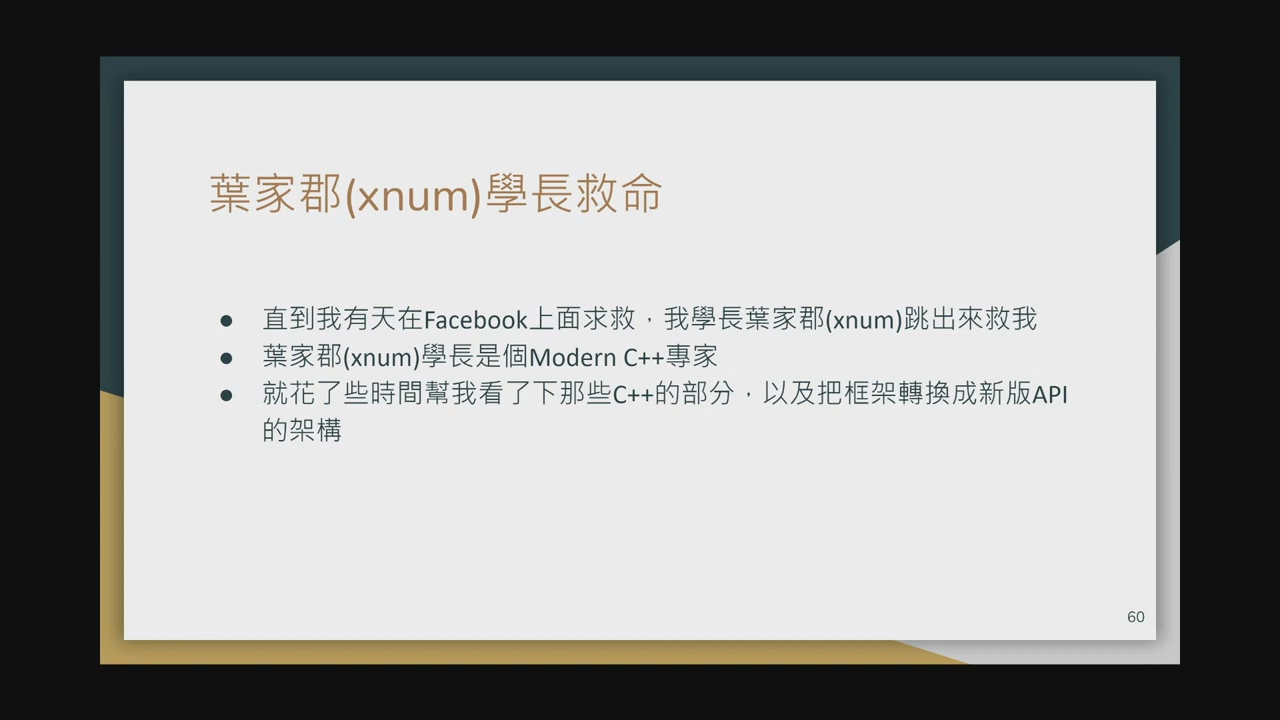 葉家郡(xnum)學長救命
● 直到我有天在Facebook上面求救，我學長葉家郡(xnum)跳出來救我
● 葉家郡(xnum)學長是個Modern C++專家
● 就花了些時間幫我看了下那些C++的部分，以及把框架轉換成新版API
的架構
60